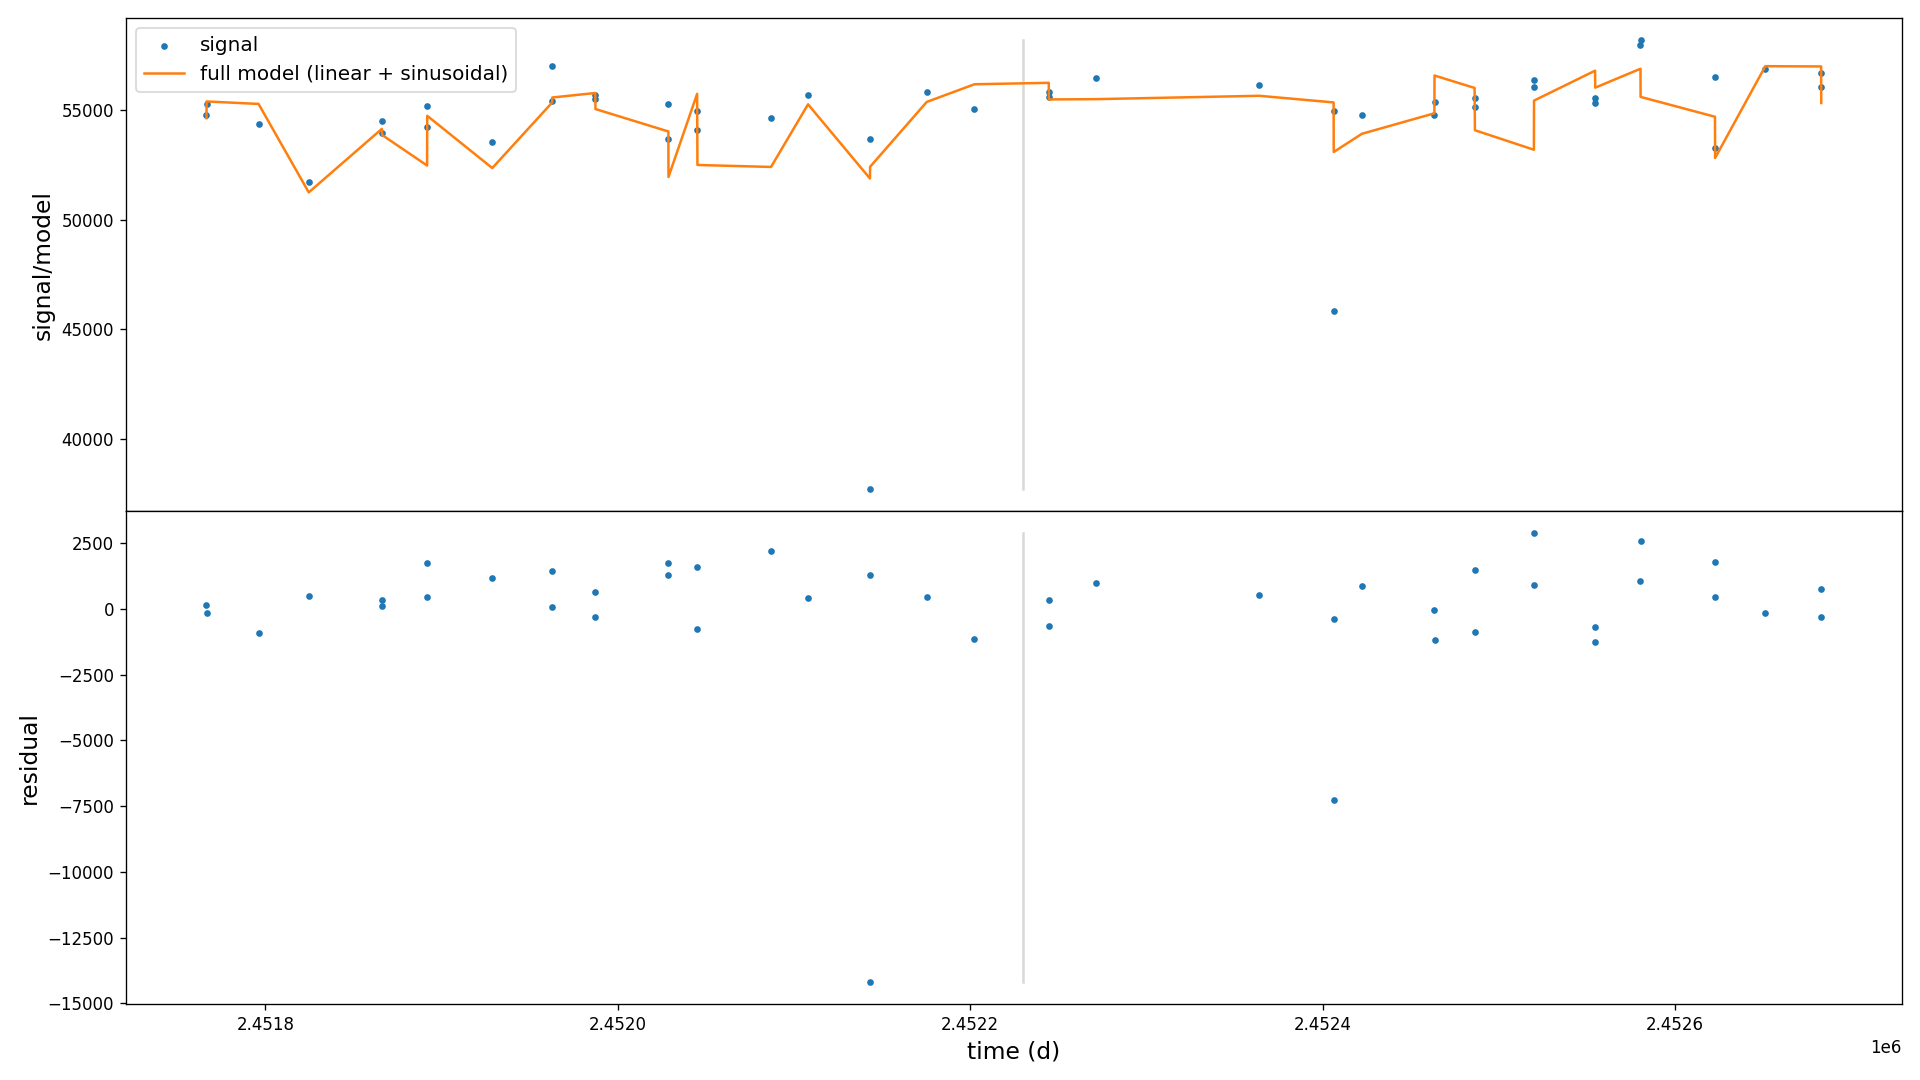 signal
full model (linear + sinusoidal)
signal/model
55000
50000
45000
40000
residual
2500
0
−2500
−5000
−7500
−10000
−12500
−15000
2.4518
2.4520
2.4522
2.4524
2.4526
time (d)
1e6